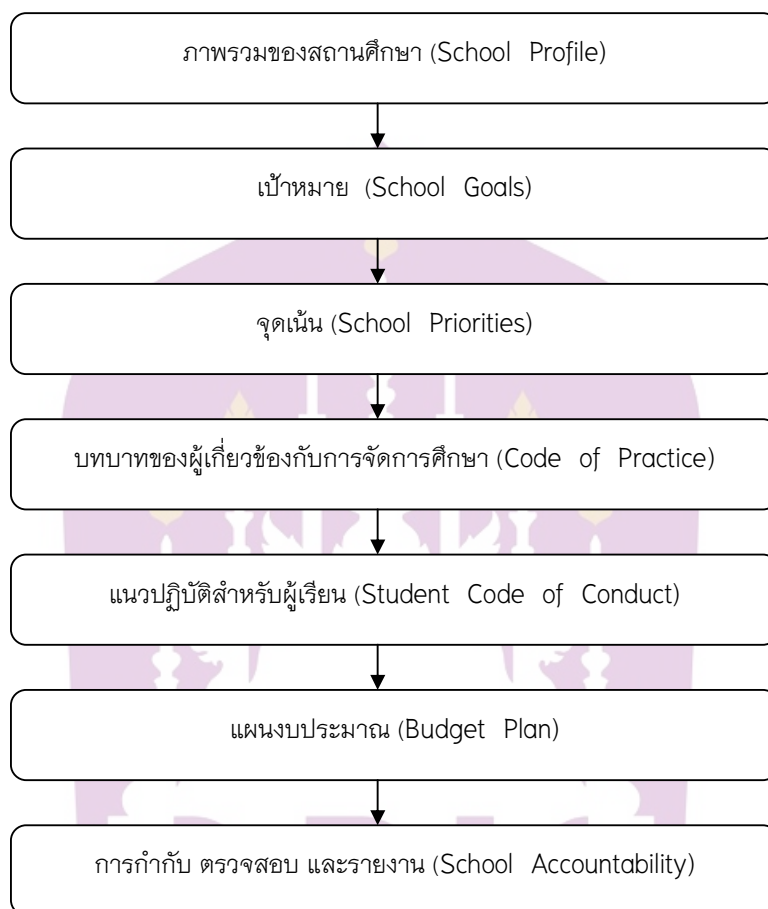 ภาพรวมของสถานศึกษา (School Profile)
เป้าหมาย (School Goals)
จุดเน้น (School Priorities)
บทบาทของผู้เกี่ยวข้องกับการจัดการศึกษา (Code of Practice)
แนวปฏิบัติสำหรับผู้เรียน (Student Code of Conduct)
แผนงบประมาณ (Budget Plan)
การกำกับ ตรวจสอบ และรายงาน (School Accountability)